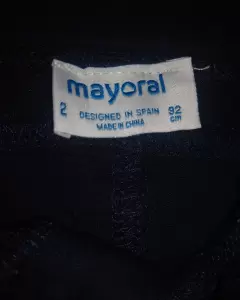 mayoral
2 DESIGNED IN SPAIN 92
MADE IN CHINA cm